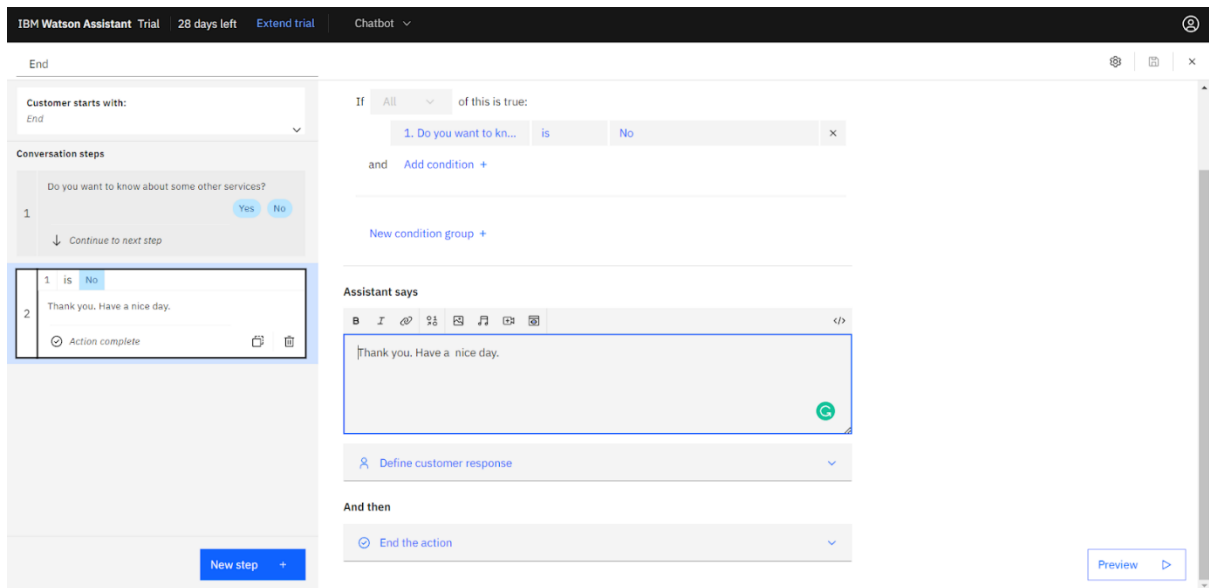 IBM Watson Assistant Trial 28 days left Extend trial Chatbot
End
Customer starts with:
End
Conversation steps
1
Do you want to know about some other services?
Yes No
Continue to next step
1 is No
2
Thank you. Have a nice day.
Action complete
New step +
If All of this is true:
1. Do you want to kn... is No
and Add condition +
New condition group +
Assistant says
B I </>
Thank you. Have a  nice day.
Define customer response
And then
End the action
Preview